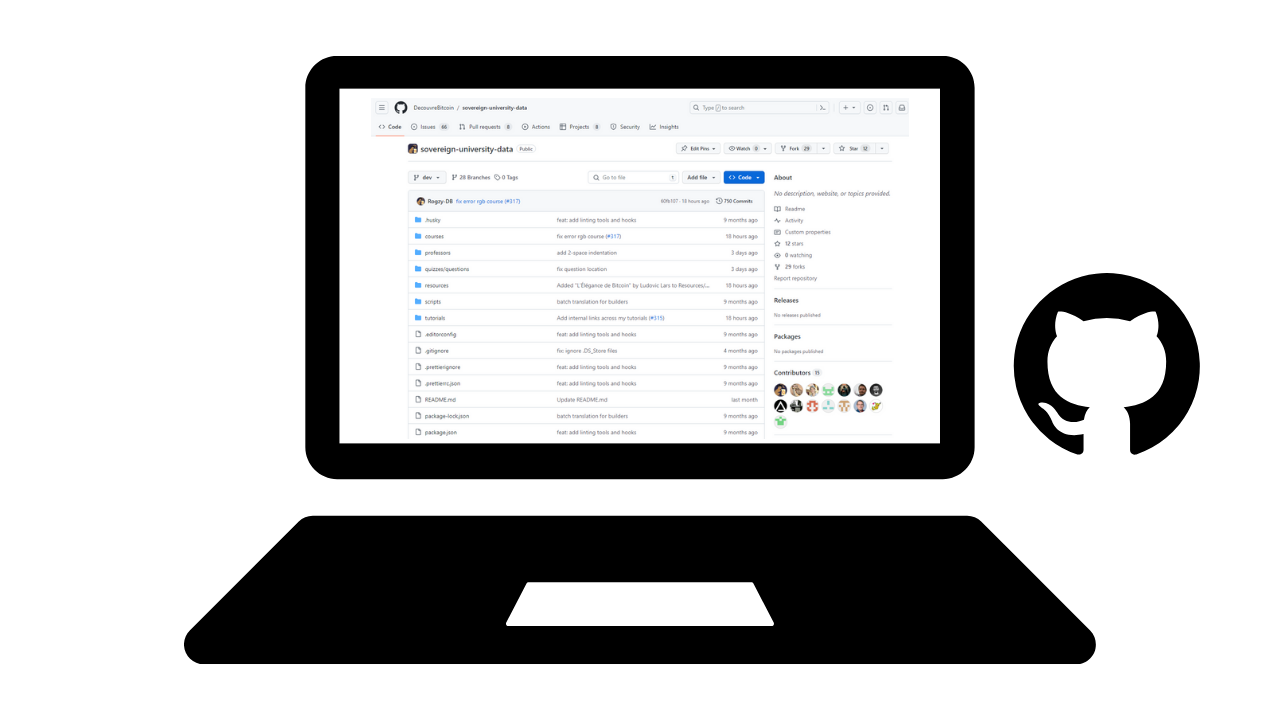 DecouvreBitcoin / sovereign-university-data
Type / to search
Code Issues 66 Pull requests 8 Actions Projects 8 Security Insights
sovereign-university-data Public
Edit Pins Watch 0 Fork 29 Star 12
dev 28 Branches 0 Tags Go to file t Add file Code
Rogzy-DB fix error rgb course (#317) 18 hours ago 750 Commits
.husky feat: add linting tools and hooks 9 months ago
courses fix error rgb course (#317) 18 hours ago
professors add 2-space indentation 3 days ago
quizzes/questions fix question location 3 days ago
resources Added "L'Élégance de Bitcoin" by Ludovic Lars to Resources/... 18 hours ago
scripts batch translation for builders 9 months ago
tutorials Add internal links across my tutorials (#315) 18 hours ago
.editorconfig feat: add linting tools and hooks 9 months ago
.gitignore fix: ignore .DS_Store files 4 months ago
.prettierignore feat: add linting tools and hooks 9 months ago
.prettierrc.json feat: add linting tools and hooks 9 months ago
README.md Update README.md last month
package-lock.json batch translation for builders 9 months ago
package.json feat: add linting tools and hooks 9 months ago
About
No description, website, or topics provided.
Readme
Activity
Custom properties
12 stars
0 watching
29 forks
Report repository
Releases
No releases published
Packages
No packages published
Contributors 15